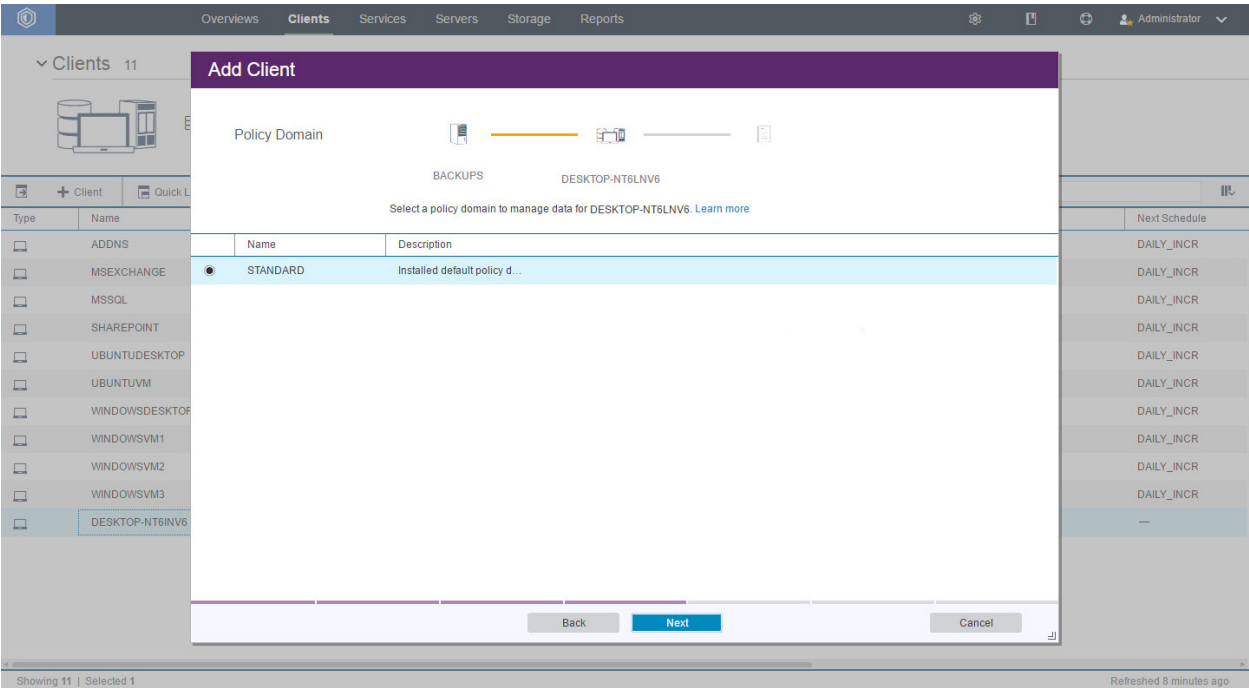 Overviews Clients Services Servers Storage Reports Administrator
Clients 11
Add Client
Policy Domain
BACKUPS DESKTOP-NT6LNV6
Select a policy domain to manage data for DESKTOP-NT6LNV6. Learn more
Name Description
STANDARD Installed default policy d...
Back Next Cancel
+ Client Quick L
Type Name Next Schedule
ADDNS DAILY_INCR
MSEXCHANGE DAILY_INCR
MSSQL DAILY_INCR
SHAREPOINT DAILY_INCR
UBUNTUDESKTOP DAILY_INCR
UBUNTUVM DAILY_INCR
WINDOWSDESKTOP DAILY_INCR
WINDOWSVM1 DAILY_INCR
WINDOWSVM2 DAILY_INCR
WINDOWSVM3 DAILY_INCR
DESKTOP-NT6INV6 —
Showing 11 | Selected 1 Refreshed 8 minutes ago